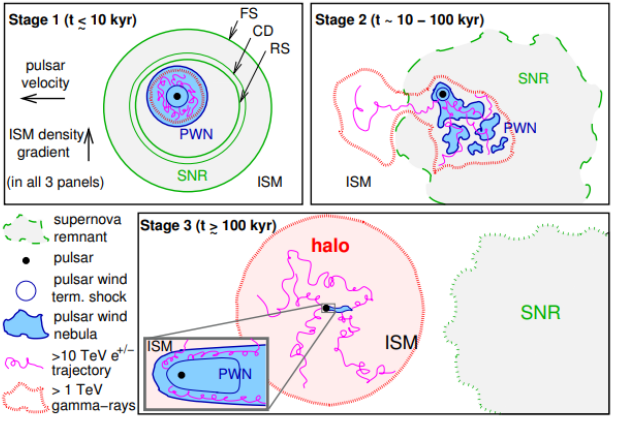 Stage 1 (t ≲ 10 kyr)
FS
CD
RS
pulsar
velocity
ISM density
gradient
(in all 3 panels)
PWN
SNR
ISM
Stage 2 (t ~ 10 − 100 kyr)
SNR
PWN
ISM
supernova
remnant
pulsar
pulsar wind
term. shock
pulsar wind
nebula
>10 TeV e+/−
trajectory
> 1 TeV
gamma−rays
Stage 3 (t ≳ 100 kyr)
halo
ISM
SNR
ISM
PWN